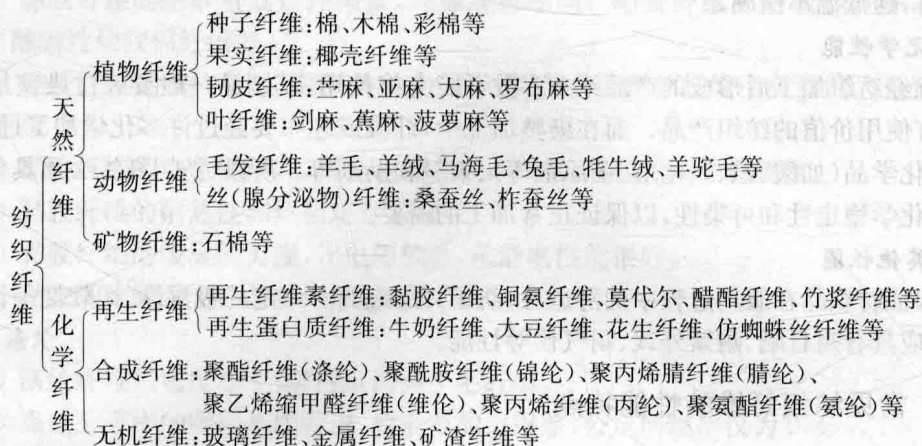 种子纤维:棉、木棉、彩棉等
果实纤维:椰壳纤维等
植物纤维
韧皮纤维:苎麻、亚麻、大麻、罗布麻等
叶纤维:剑麻、蕉麻、菠萝麻等
天然纤维
毛发纤维:羊毛、羊绒、马海毛、兔毛、牦牛绒、羊驼毛等
动物纤维
丝(腺分泌物)纤维:桑蚕丝、柞蚕丝等
矿物纤维:石棉等
纺织纤维
再生纤维素纤维:黏胶纤维、铜氨纤维、莫代尔、醋酯纤维、竹浆纤维等
再生纤维
再生蛋白质纤维:牛奶纤维、大豆纤维、花生纤维、仿蜘蛛丝纤维等
化学纤维
合成纤维:聚酯纤维(涤纶)、聚酰胺纤维(锦纶)、聚丙烯腈纤维(腈纶)、
聚乙烯缩甲醛纤维(维伦)、聚丙烯纤维(丙纶)、聚氨酯纤维(氨纶)等
无机纤维:玻璃纤维、金属纤维、矿渣纤维等